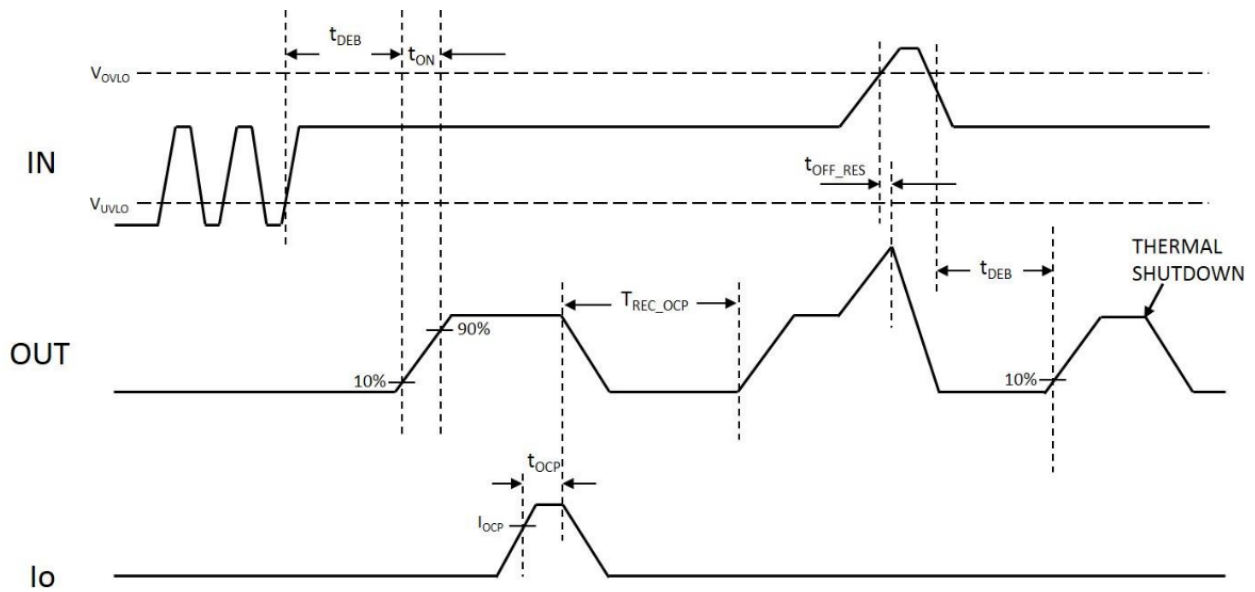 tDEB
tON
VOVLO
IN
tOFF_RES
VUVLO
THERMAL
SHUTDOWN
tDEB
TREC_OCP
90%
OUT
10%
10%
tOCP
IOCP
Io